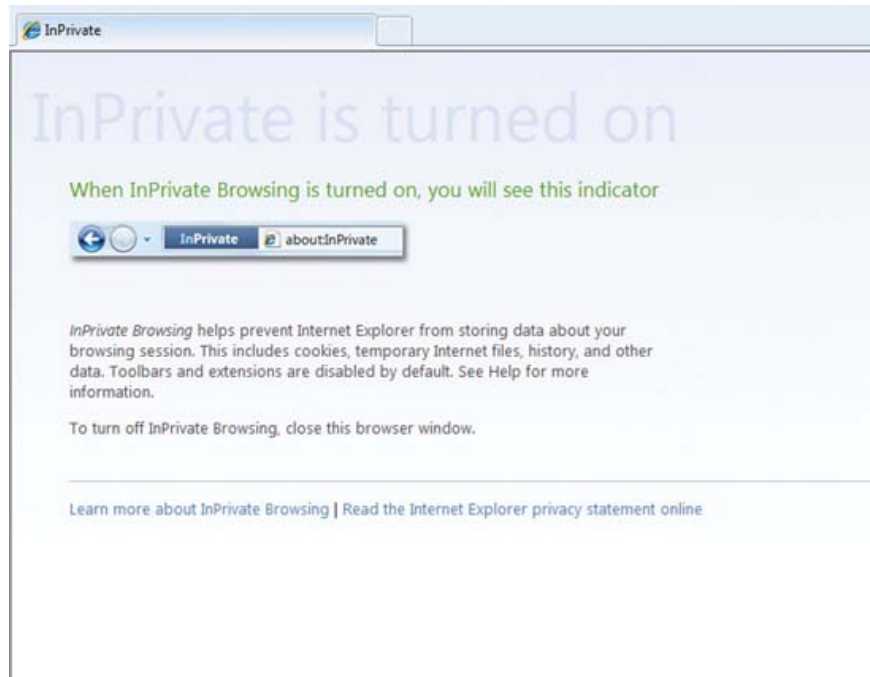 InPrivate
InPrivate is turned on
When InPrivate Browsing is turned on, you will see this indicator
InPrivate about:InPrivate
InPrivate Browsing helps prevent Internet Explorer from storing data about your
browsing session. This includes cookies, temporary Internet files, history, and other
data. Toolbars and extensions are disabled by default. See Help for more
information.
To turn off InPrivate Browsing, close this browser window.
Learn more about InPrivate Browsing | Read the Internet Explorer privacy statement online